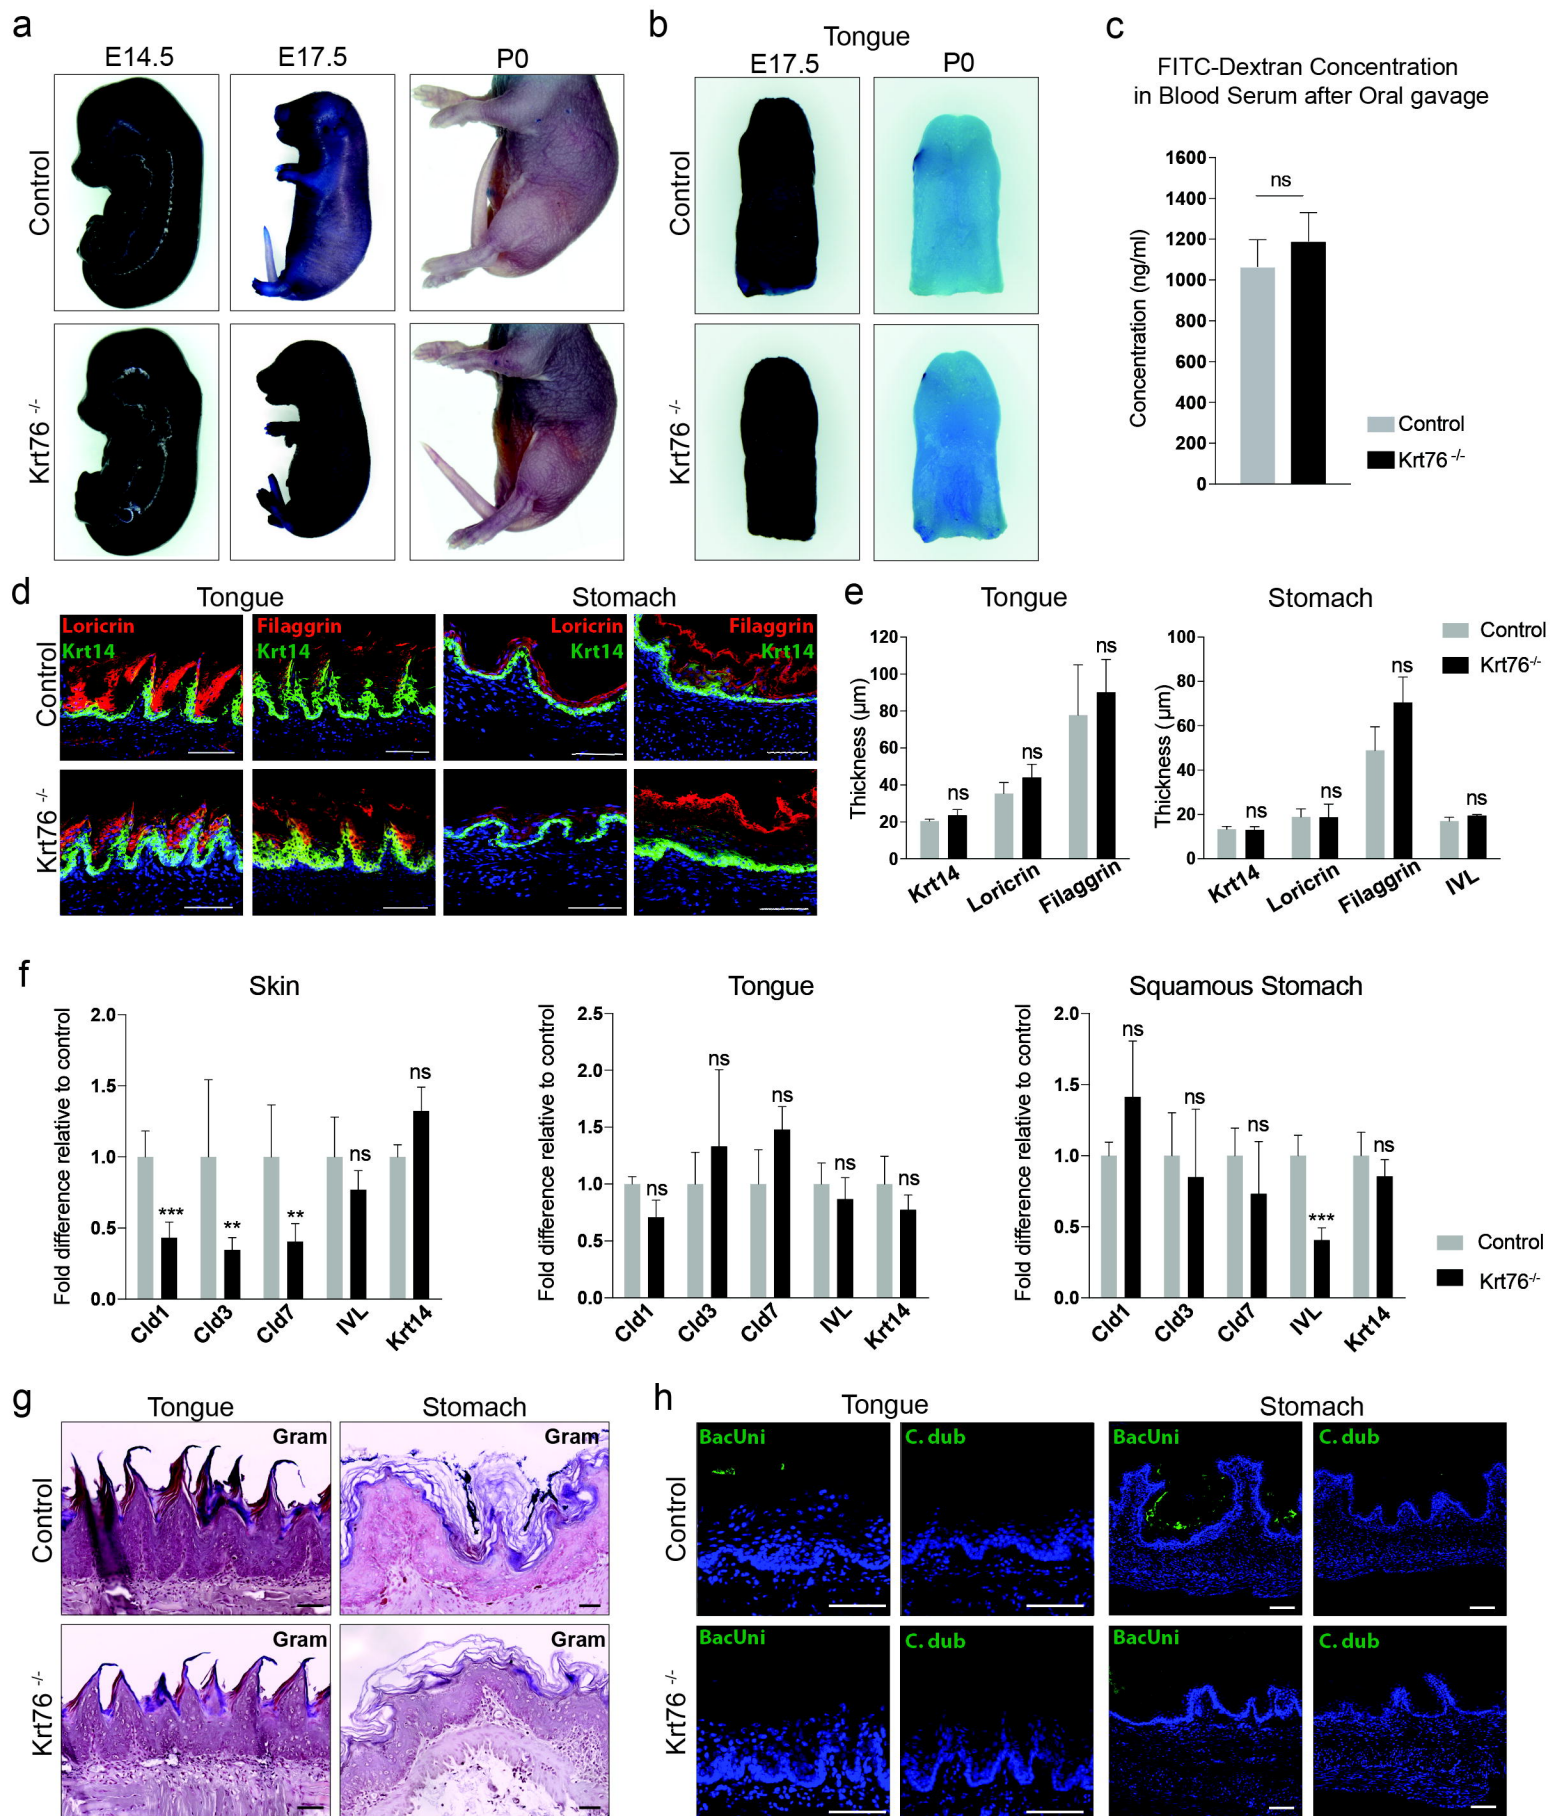 a
E14.5
E17.5
P0
Control
Krt76 -/-
b
Tongue
E17.5
P0
Control
Krt76 -/-
c
FITC-Dextran Concentration
in Blood Serum after Oral gavage
Concentration (ng/ml)
1600
1400
1200
1000
800
600
400
200
0
ns
Control
Krt76 -/-
d
Tongue
Stomach
Control
Krt76 -/-
Loricrin
Krt14
Filaggrin
Krt14
Loricrin
Krt14
Filaggrin
Krt14
e
Tongue
Thickness (µm)
120
100
80
60
40
20
0
ns
ns
ns
Krt14
Loricrin
Filaggrin
Stomach
Thickness (µm)
100
80
60
40
20
0
ns
ns
ns
ns
Krt14
Loricrin
Filaggrin
IVL
Control
Krt76-/-
f
Skin
Fold difference relative to control
2.0
1.5
1.0
0.5
0.0
***
**
**
ns
ns
Cld1
Cld3
Cld7
IVL
Krt14
Tongue
Fold difference relative to control
2.5
2.0
1.5
1.0
0.5
0.0
ns
ns
ns
ns
ns
Cld1
Cld3
Cld7
IVL
Krt14
Squamous Stomach
Fold difference relative to control
2.0
1.5
1.0
0.5
0.0
ns
ns
ns
***
ns
Cld1
Cld3
Cld7
IVL
Krt14
Control
Krt76-/-
g
Tongue
Stomach
Control
Krt76 -/-
Gram
Gram
Gram
Gram
h
Tongue
Stomach
Control
Krt76 -/-
BacUni
C. dub
BacUni
C. dub
BacUni
C. dub
BacUni
C. dub